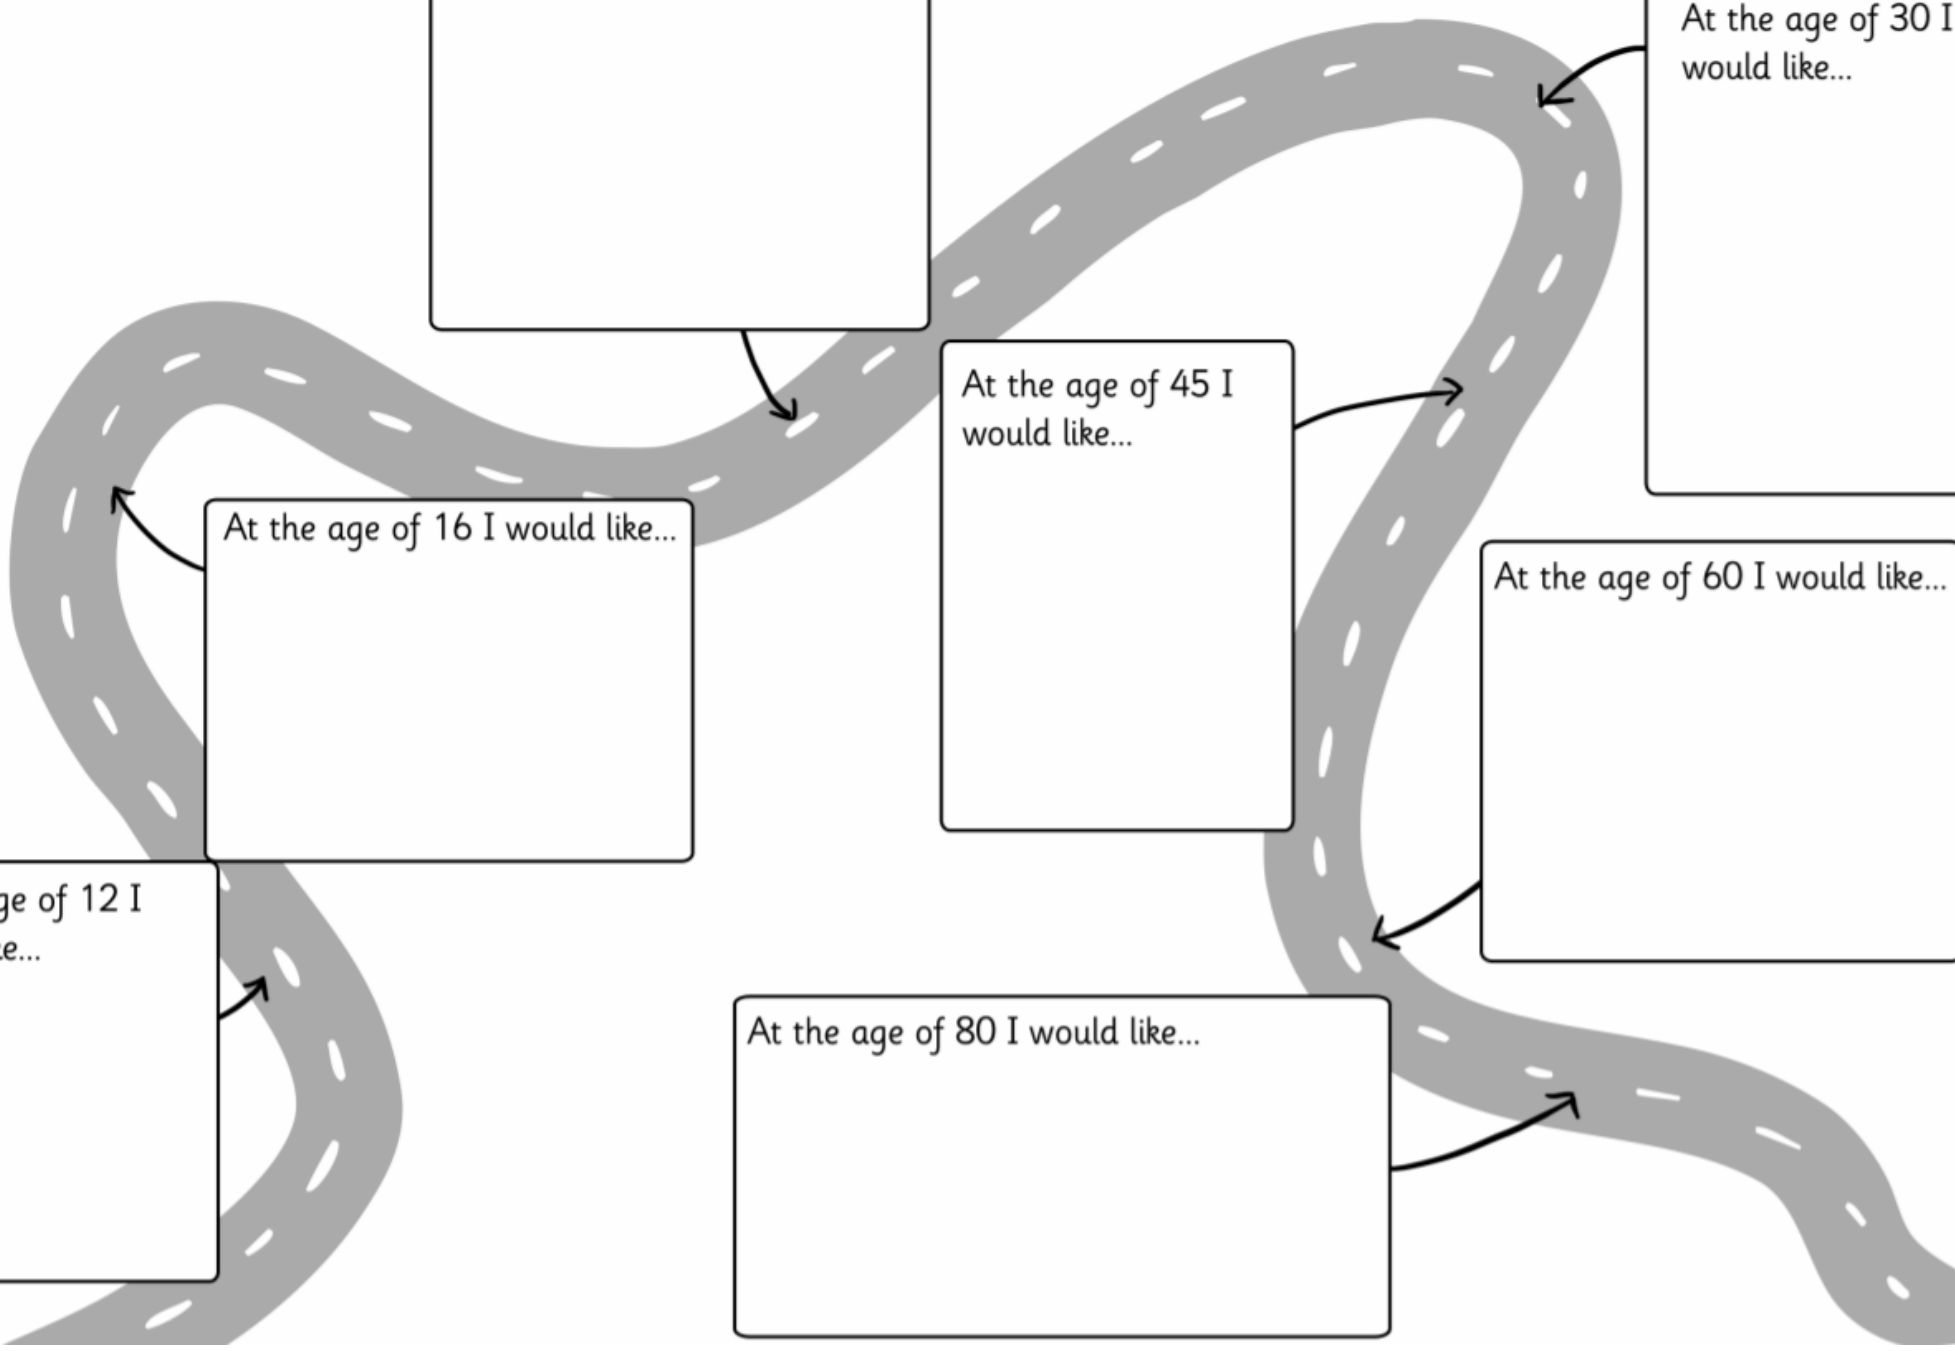 At the age of 30 I
would like...
At the age of 45 I
would like...
At the age of 16 I would like...
At the age of 60 I would like...
of 12 I
At the age of 80 I would like...